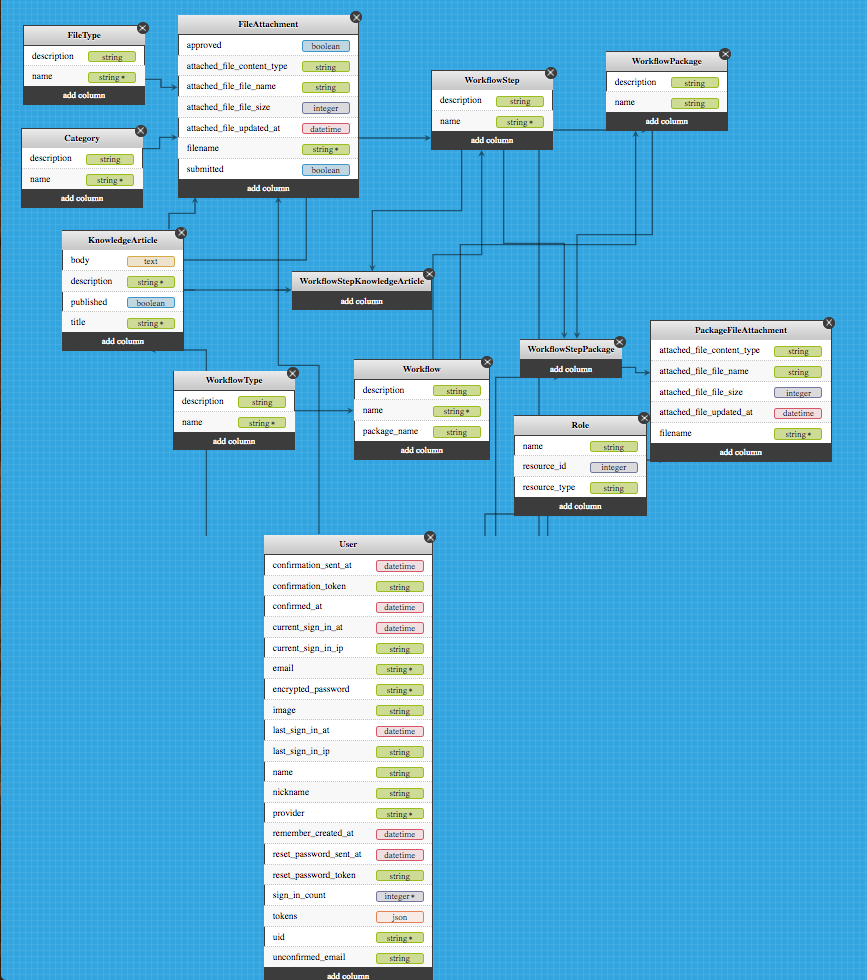 FileType
description string
name string *
add column
FileAttachment
approved boolean
attached_file_content_type string
attached_file_file_name string
attached_file_file_size integer
attached_file_updated_at datetime
filename string *
submitted boolean
add column
WorkflowStep
description string
name string *
add column
WorkflowPackage
description string
name string
add column
Category
description string
name string *
add column
KnowledgeArticle
body text
description string *
published boolean
title string *
add column
WorkflowStepKnowledgeArticle
add column
WorkflowType
description string
name string *
add column
Workflow
description string
name string *
package_name string
add column
WorkflowStepPackage
add column
PackageFileAttachment
attached_file_content_type string
attached_file_file_name string
attached_file_file_size integer
attached_file_updated_at datetime
filename string *
add column
Role
name string
resource_id integer
resource_type string
add column
User
confirmation_sent_at datetime
confirmation_token string
confirmed_at datetime
current_sign_in_at datetime
current_sign_in_ip string
email string *
encrypted_password string *
image string
last_sign_in_at datetime
last_sign_in_ip string
name string
nickname string
provider string *
remember_created_at datetime
reset_password_sent_at datetime
reset_password_token string
sign_in_count integer *
tokens json
uid string *
unconfirmed_email string
add column